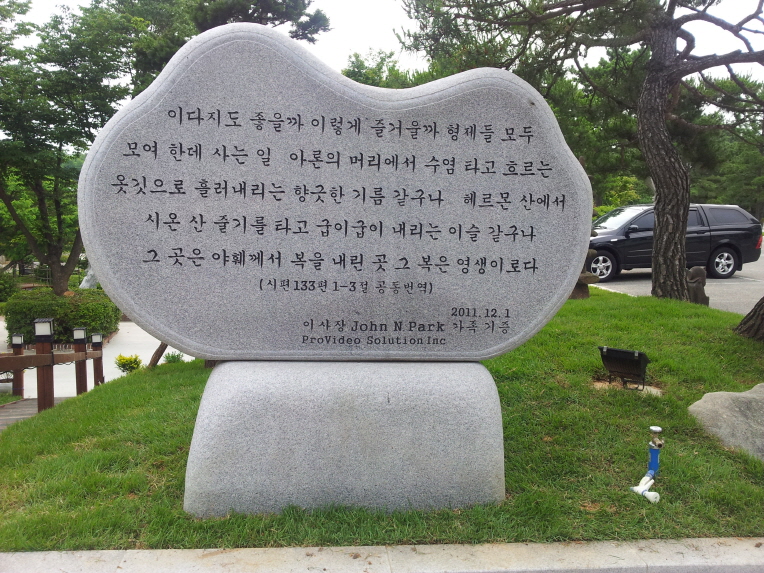 이다지도 좋을까 이렇게 즐거울까 형제들 모두
모여 한데 사는 일 아론의 머리에서 수염 타고 흐르는
옷깃으로 흘러내리는 향긋한 기름 같구나 헤르몬 산에서
시온 산 줄기를 타고 굽이굽이 내리는 이슬 같구나
그 곳은 야훼께서 복을 내린 곳 그 복은 영생이로다
(시편 133편 1-3절 공동번역)
2011. 12. 1
이사장 John N Park 가족 기증
ProVideo Solution Inc